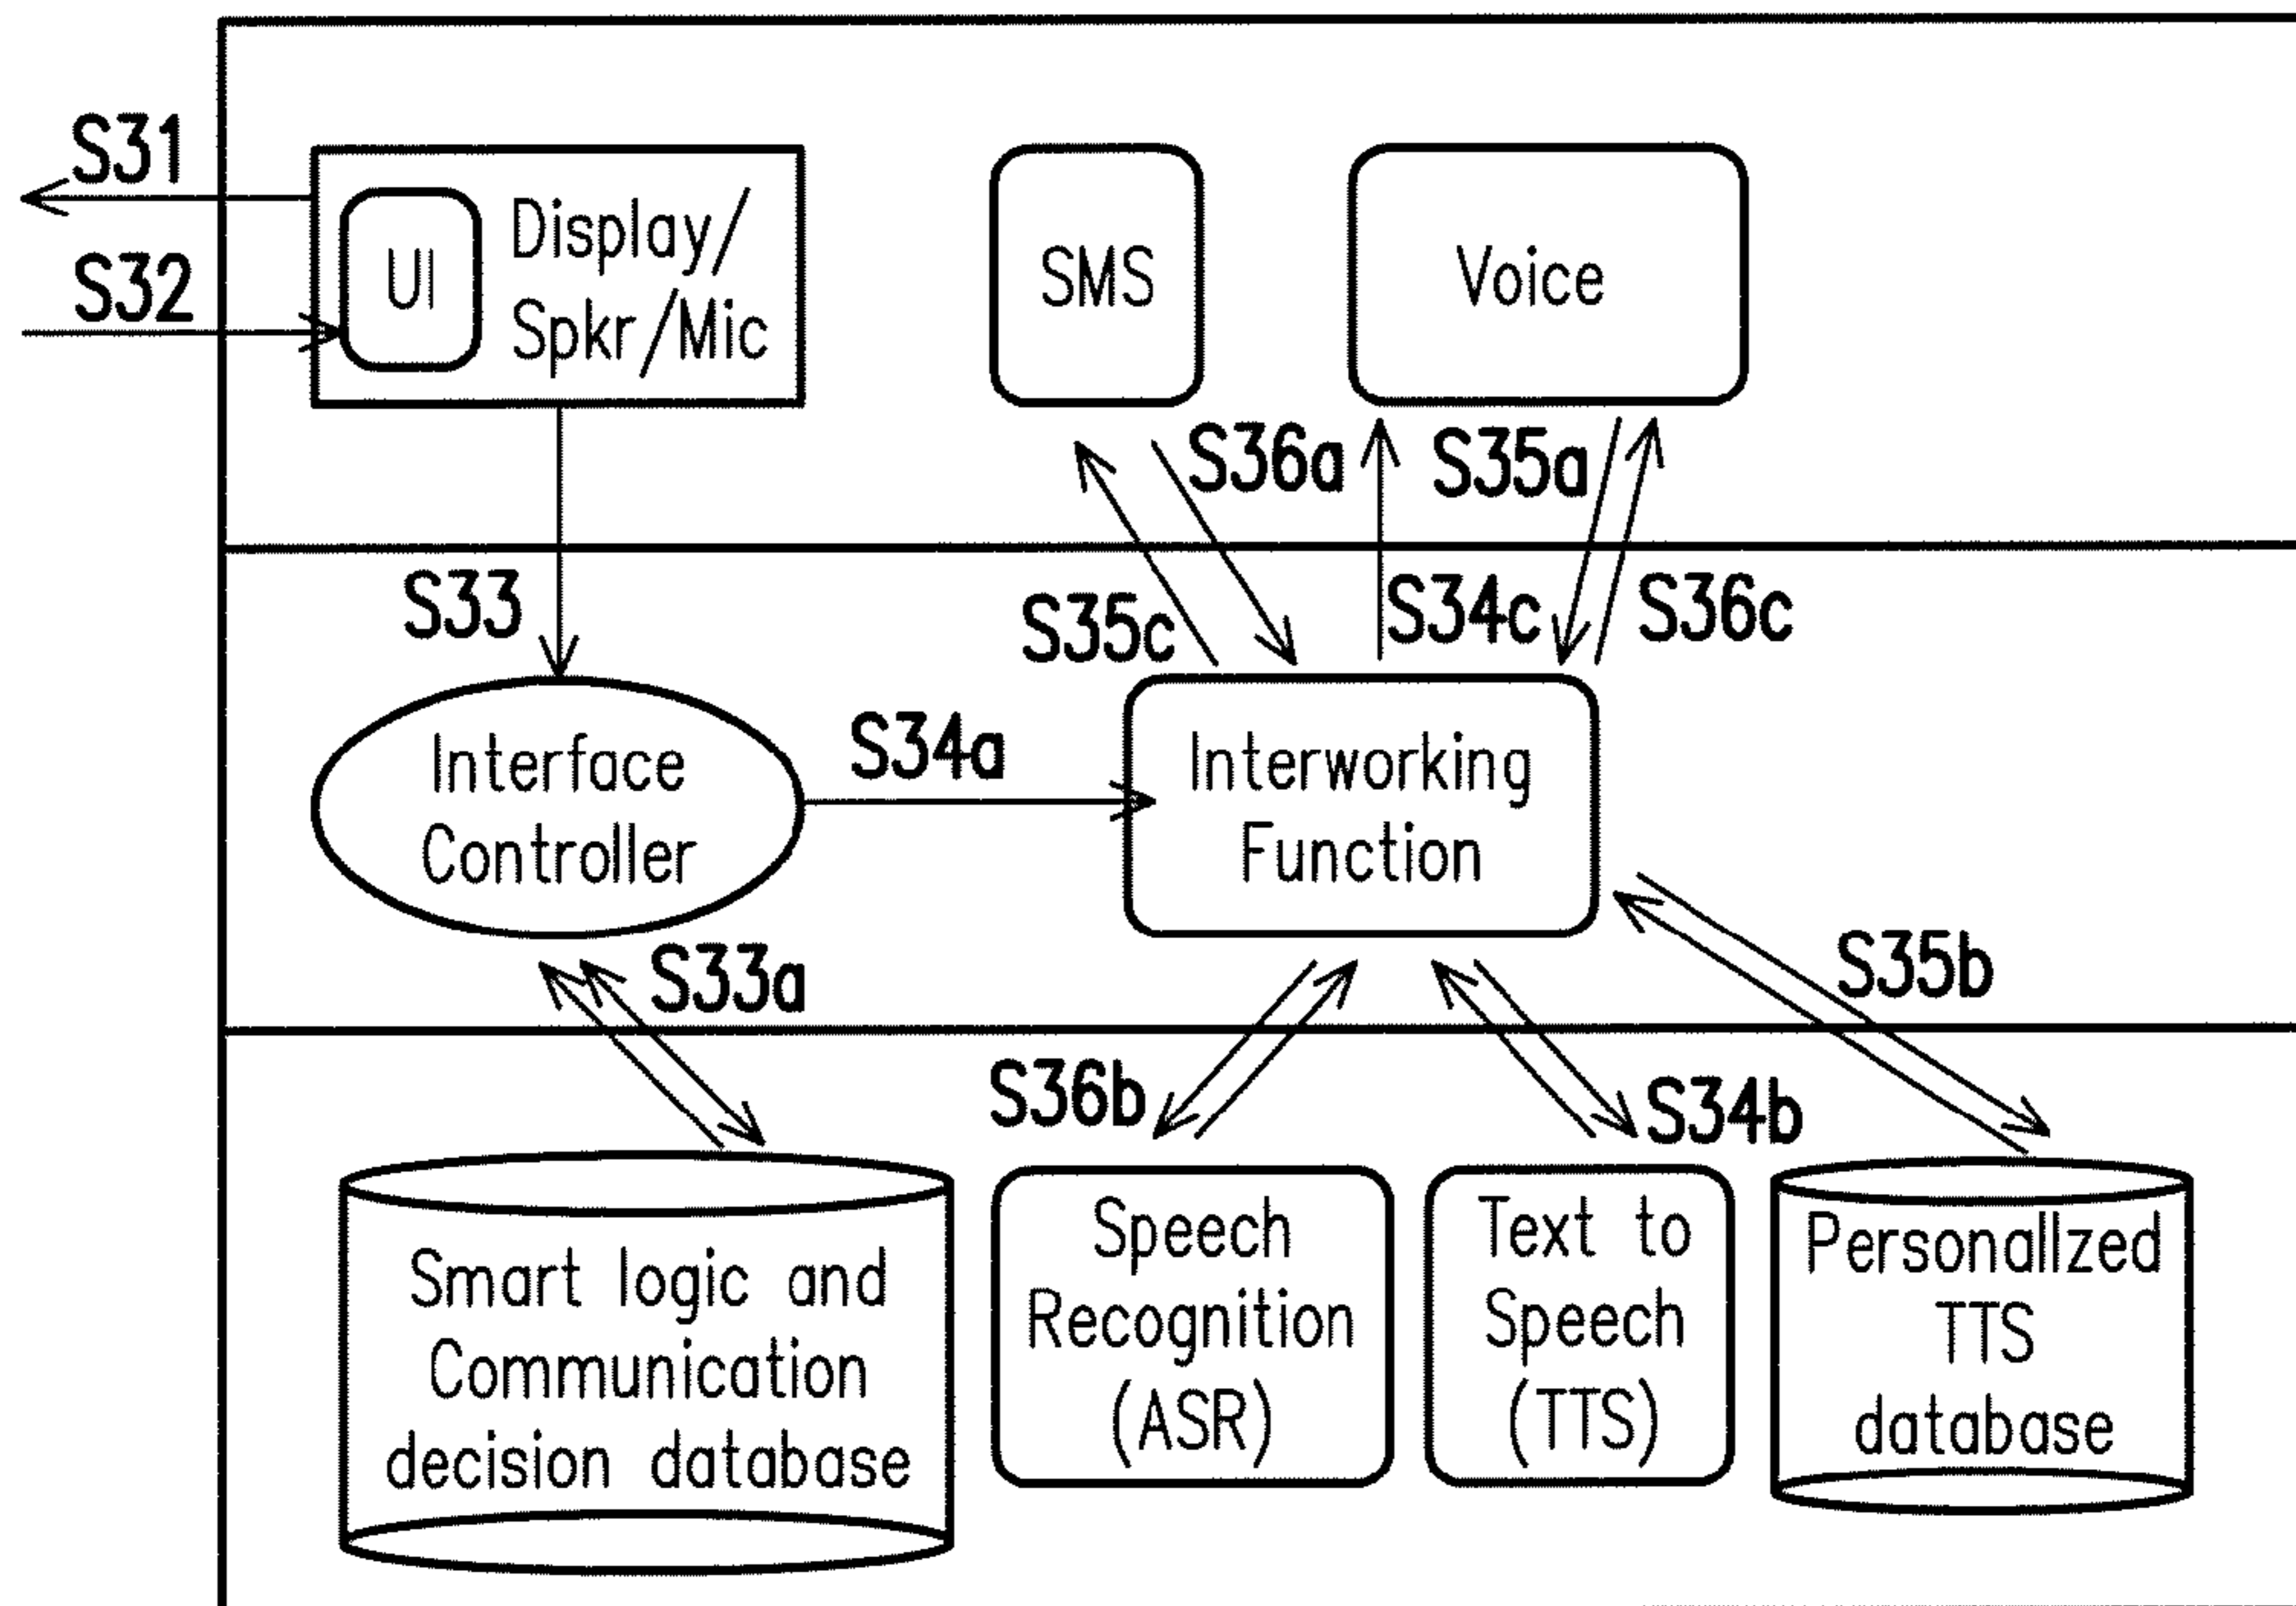 S31
S32
UI
Display/
Spkr/Mic
SMS
Voice
S36a
S35a
S33
S35c
S34c
S36c
Interface
Controller
S34a
Interworking
Function
S33a
S35b
S36b
S34b
Smart logic and
Communication
decision database
Speech
Recognition
(ASR)
Text to
Speech
(TTS)
Personallzed
TTS
database